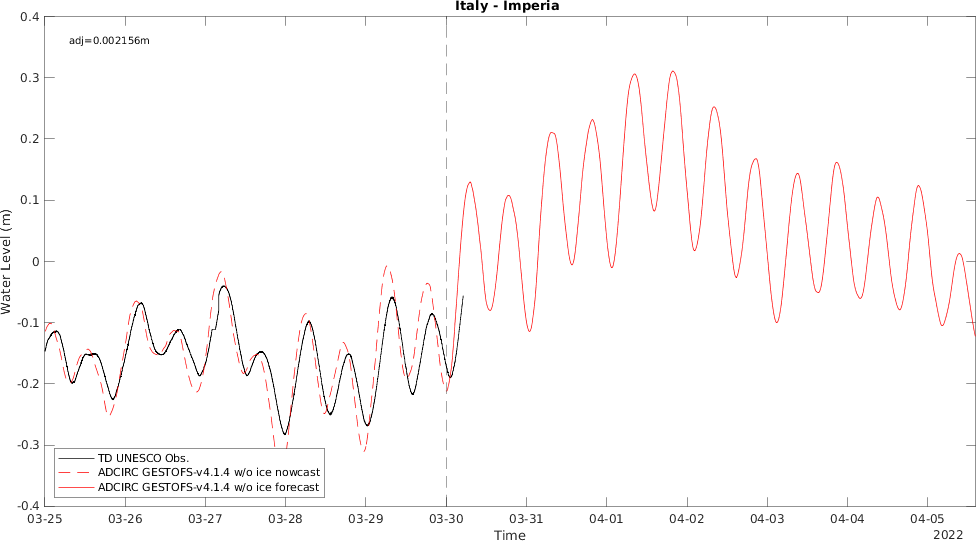 Italy - Imperia
adj=0.002156m
0.4
0.3
0.2
0.1
0
-0.1
-0.2
-0.3
-0.4
Water Level (m)
TD UNESCO Obs.
ADCIRC GESTOFS-v4.1.4 w/o ice nowcast
ADCIRC GESTOFS-v4.1.4 w/o ice forecast
03-25 03-26 03-27 03-28 03-29 03-30 03-31 04-01 04-02 04-03 04-04 04-05
Time
2022